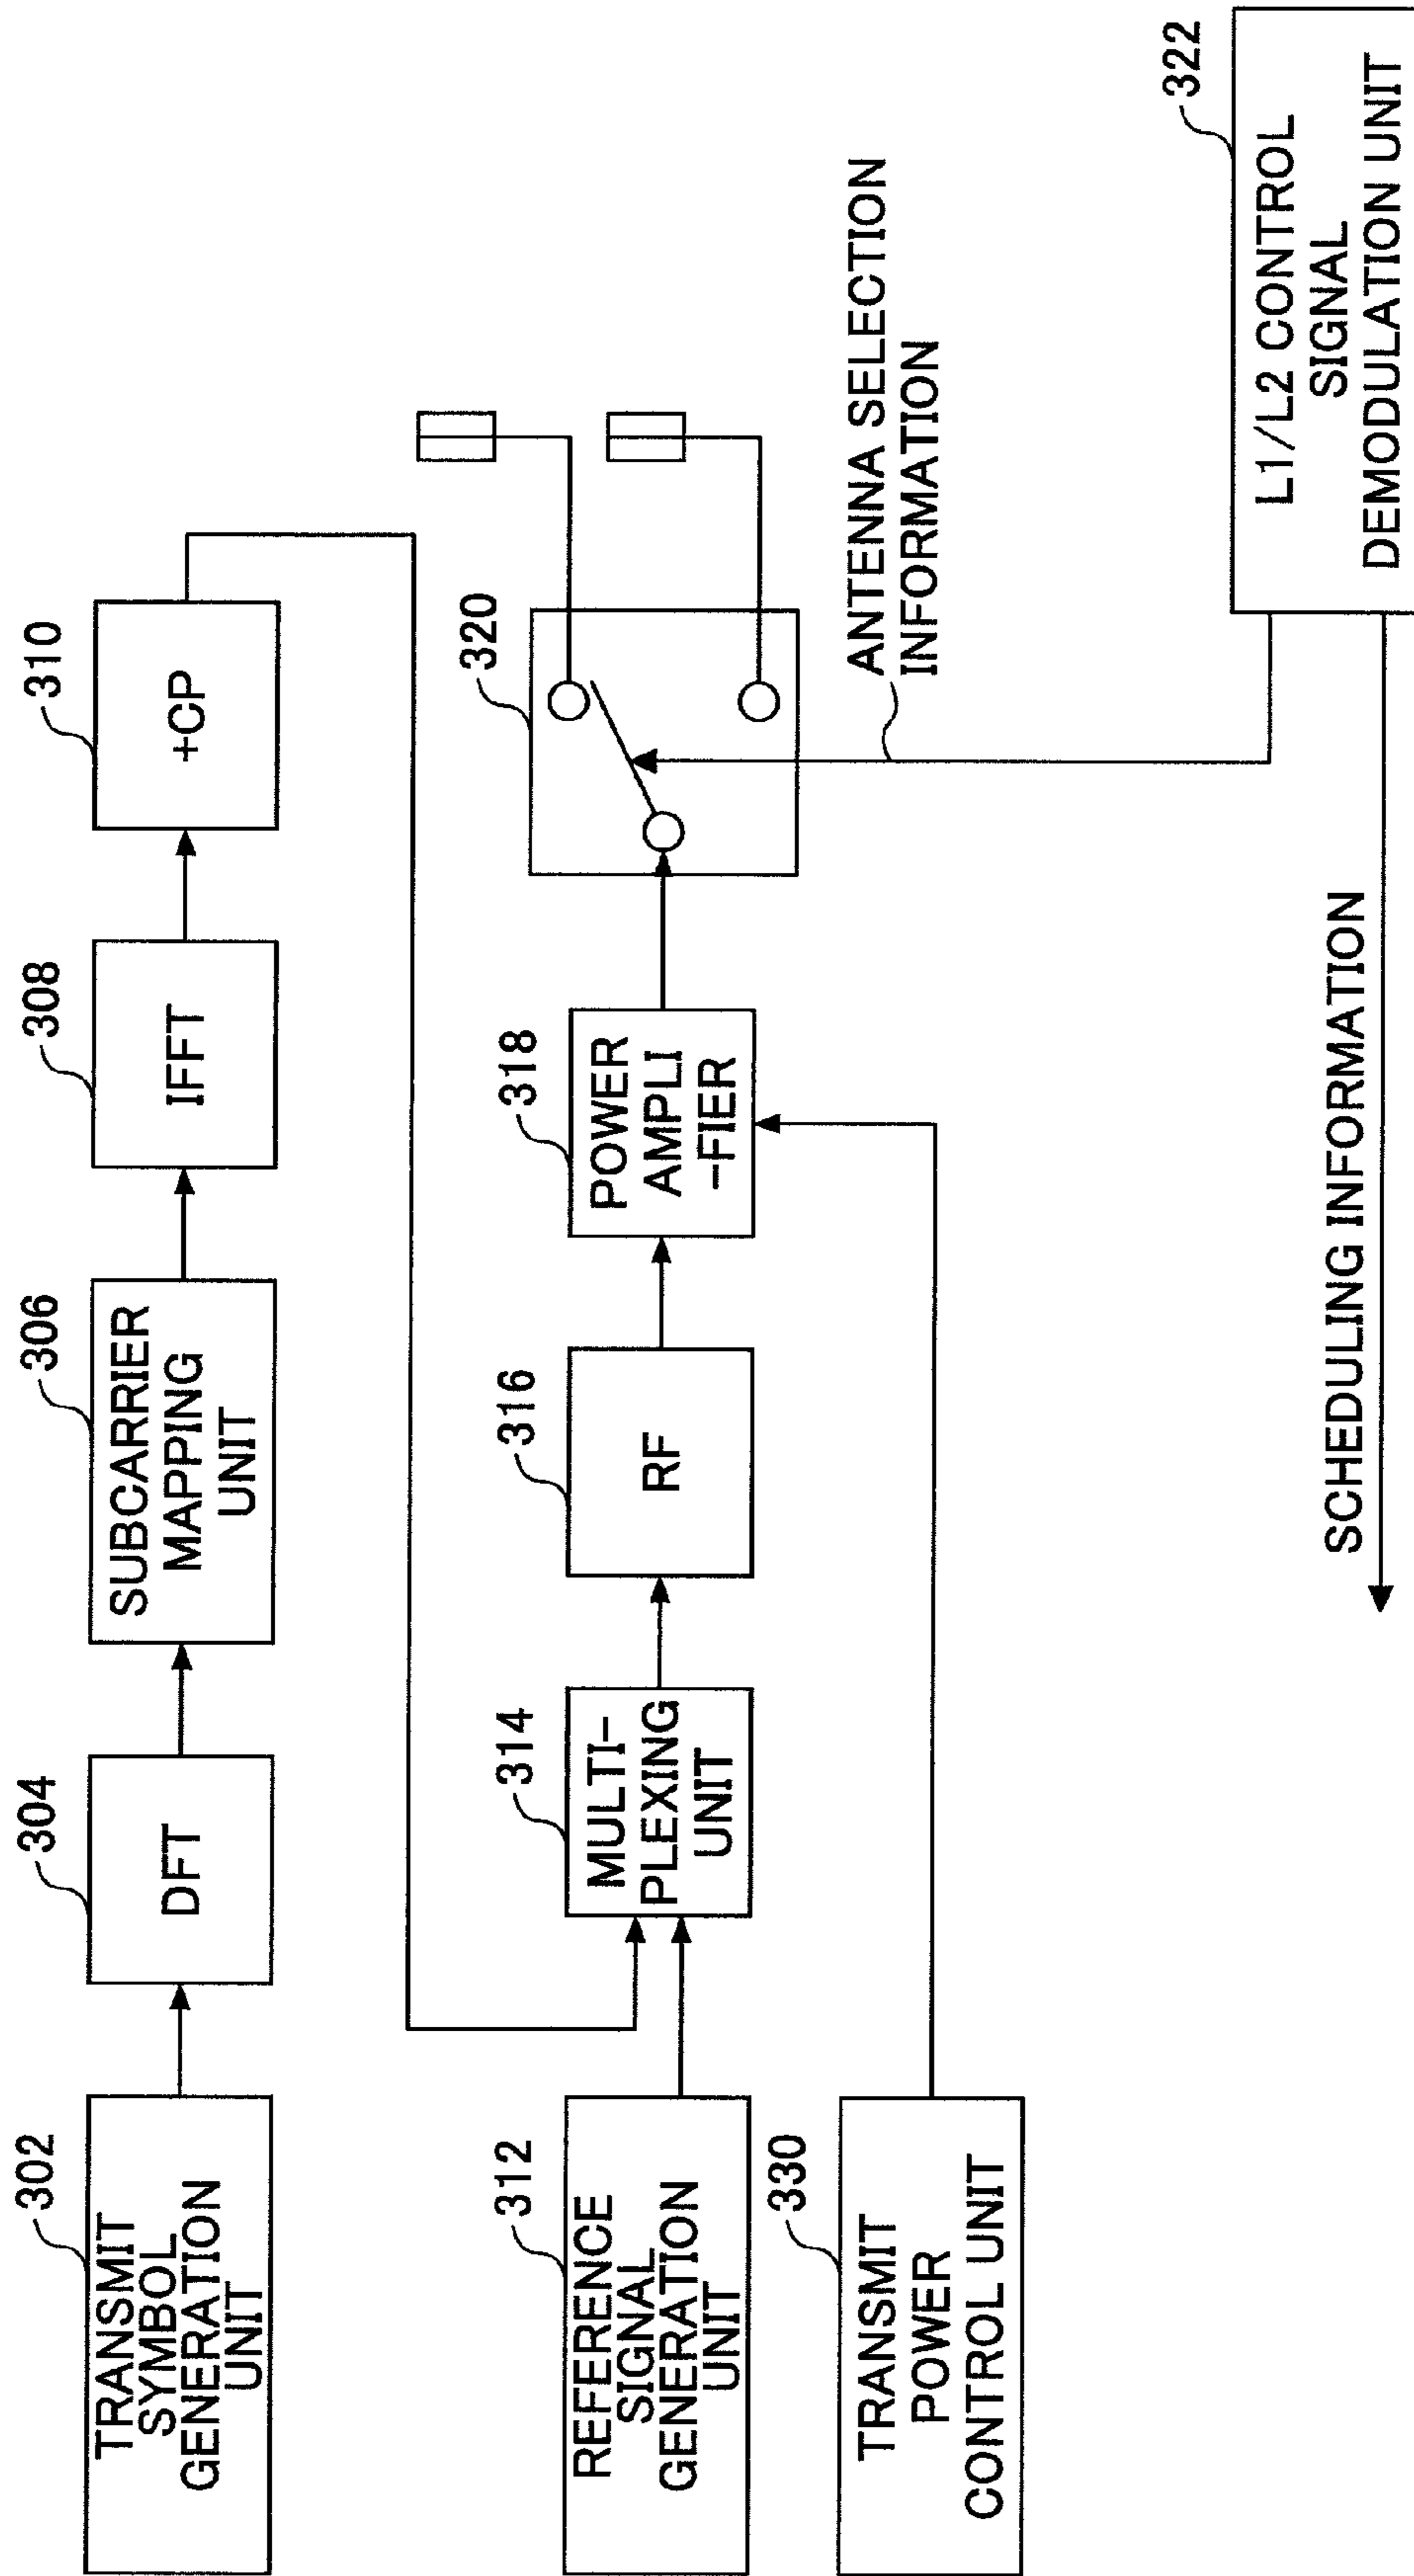 302
TRANSMIT
SYMBOL
GENERATION
UNIT
304
DFT
306
SUBCARRIER
MAPPING
UNIT
308
IFFT
310
+CP
312
REFERENCE
SIGNAL
GENERATION
UNIT
314
MULTI-
PLEXING
UNIT
316
RF
318
POWER
AMPLI
-FIER
320
330
TRANSMIT
POWER
CONTROL UNIT
ANTENNA SELECTION
INFORMATION
322
L1/L2 CONTROL
SIGNAL
DEMODULATION UNIT
SCHEDULING INFORMATION